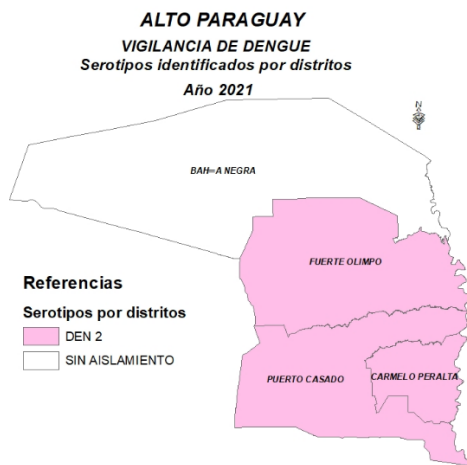 ALTO PARAGUAY
VIGILANCIA DE DENGUE
Serotipos identificados por distritos
Año 2021
N
BAH=A NEGRA
FUERTE OLIMPO
Referencias
Serotipos por distritos
DEN 2
SIN AISLAMIENTO
PUERTO CASADO
CARMELO PERALTA